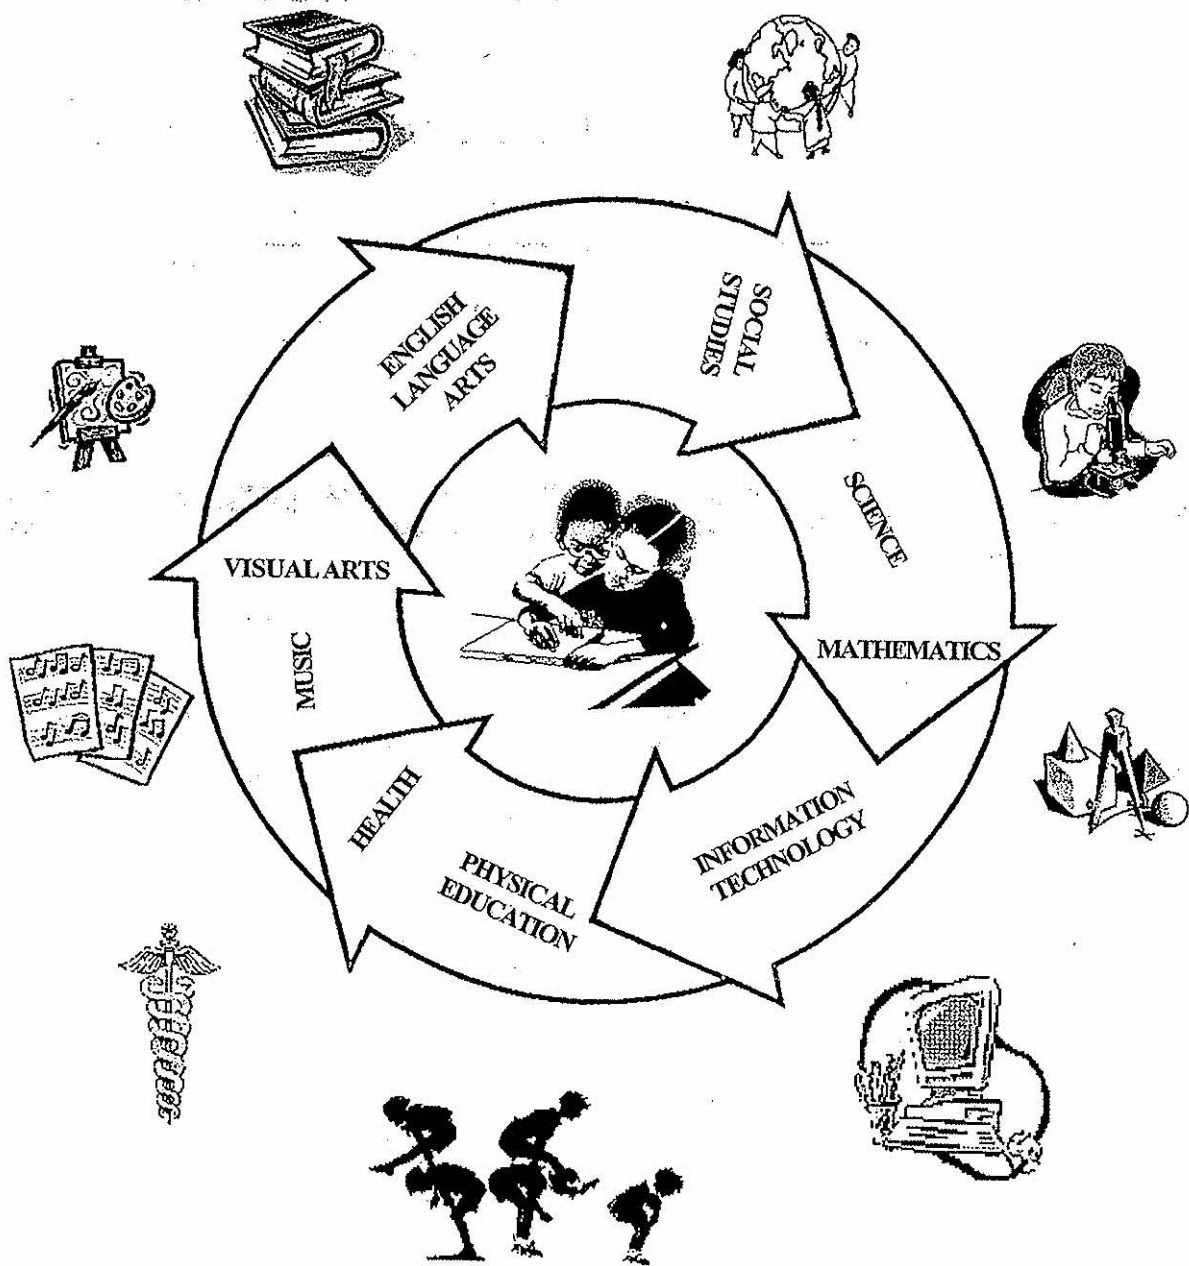 ENGLISH
LANGUAGE
ARTS
SOCIAL
STUDIES
SCIENCE
MATHEMATICS
INFORMATION
TECHNOLOGY
PHYSICAL
EDUCATION
HEALTH
MUSIC
VISUAL ARTS